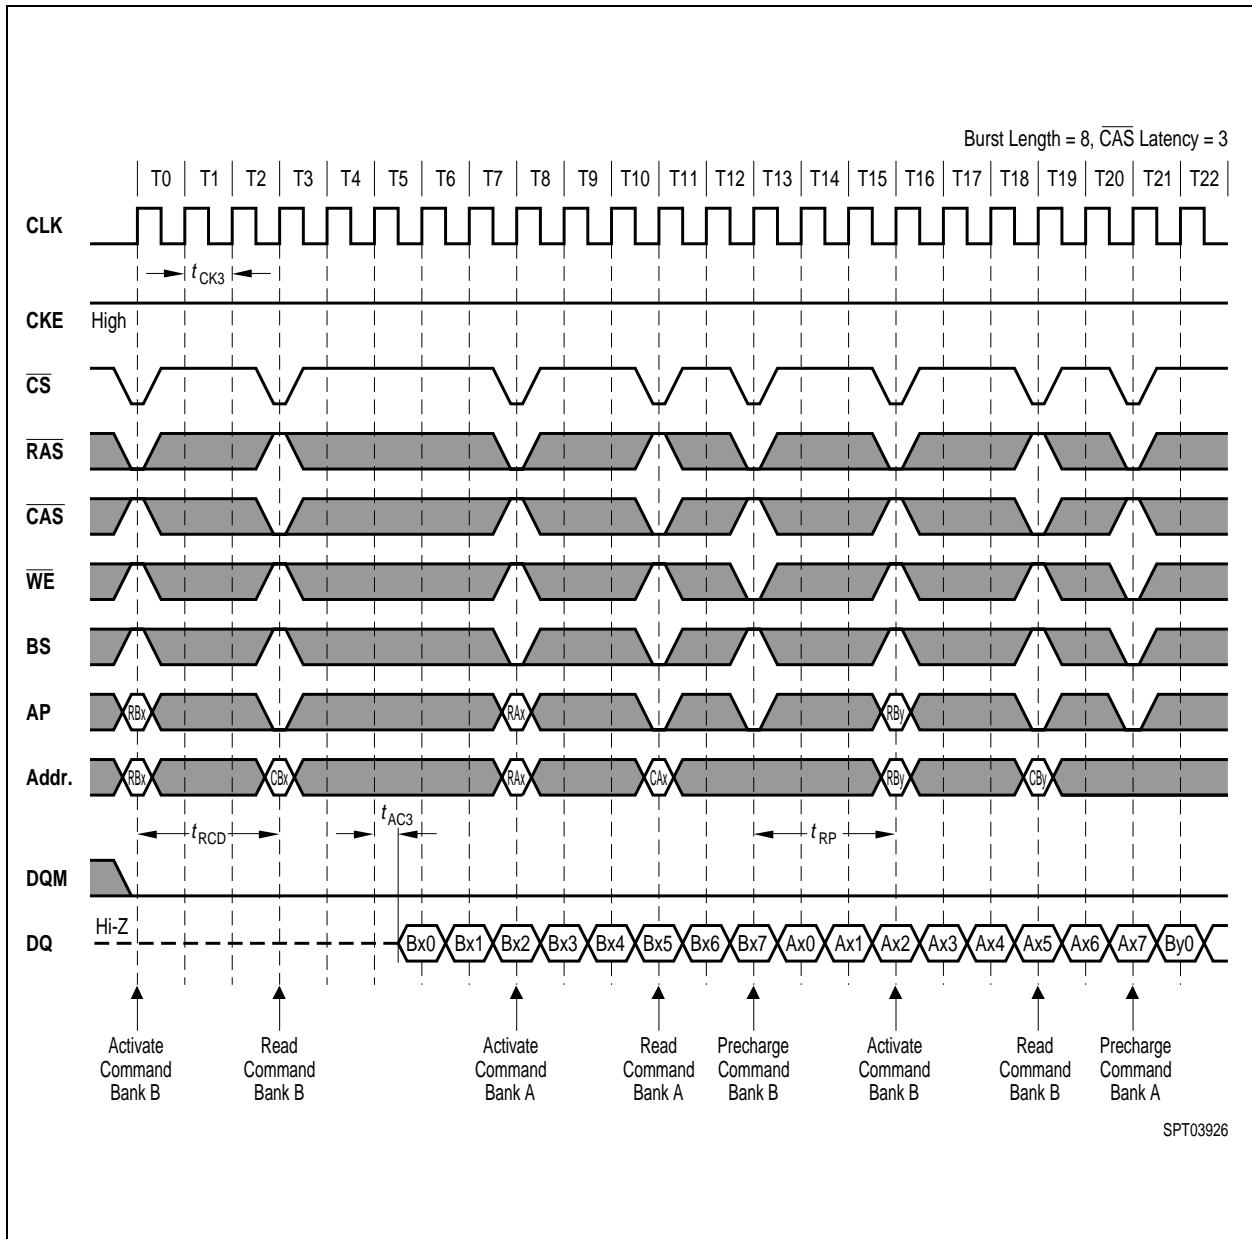 Burst Length = 8, CAS Latency = 3
T0 T1 T2 T3 T4 T5 T6 T7 T8 T9 T10 T11 T12 T13 T14 T15 T16 T17 T18 T19 T20 T21 T22
CLK
tCK3
CKE High
CS
RAS
CAS
WE
BS
AP RBx RAx RBy
Addr. RBx CBx RAx CAx RBy CBy
tRCD tAC3 tRP
DQM
Hi-Z
DQ Bx0 Bx1 Bx2 Bx3 Bx4 Bx5 Bx6 Bx7 Ax0 Ax1 Ax2 Ax3 Ax4 Ax5 Ax6 Ax7 By0
Activate Command Bank B
Read Command Bank B
Activate Command Bank A
Read Command Bank A
Precharge Command Bank B
Activate Command Bank B
Read Command Bank B
Precharge Command Bank A
SPT03926